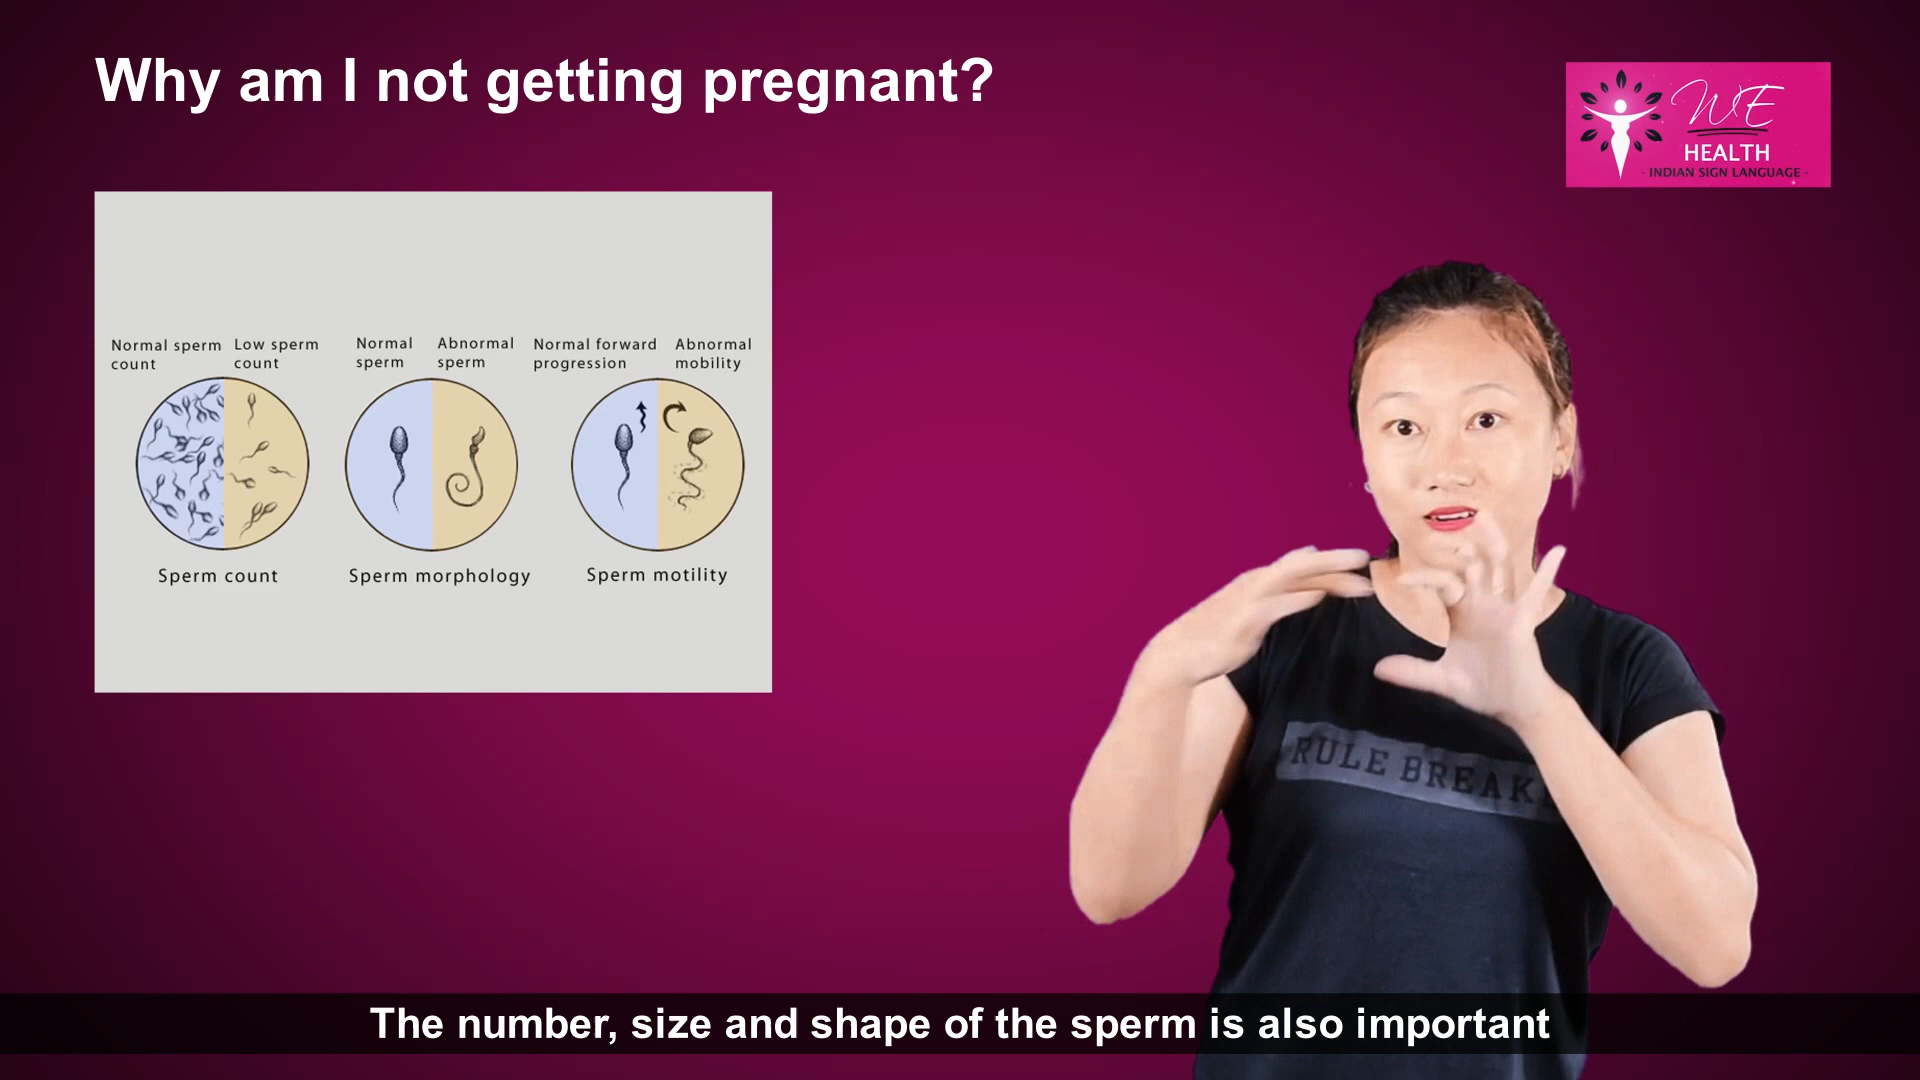 Why am I not getting pregnant?
WE
HEALTH
- INDIAN SIGN LANGUAGE -
Normal sperm count
Low sperm count
Normal sperm
Abnormal sperm
Normal forward progression
Abnormal mobility
Sperm count
Sperm morphology
Sperm motility
RULE BREAK
The number, size and shape of the sperm is also important